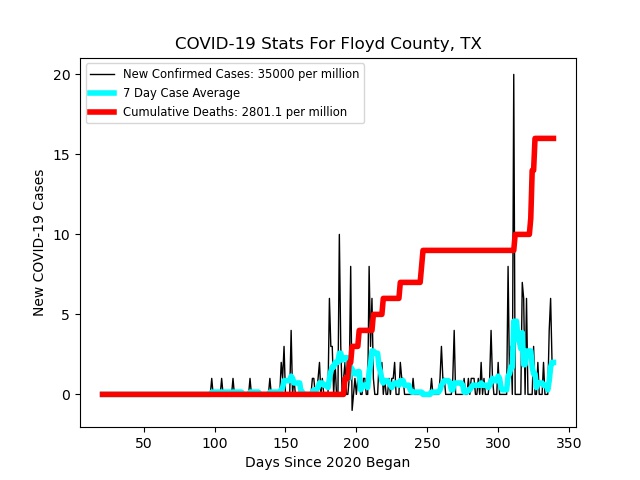 COVID-19 Stats For Floyd County, TX
New Confirmed Cases: 35000 per million
7 Day Case Average
Cumulative Deaths: 2801.1 per million
New COVID-19 Cases
20
15
10
5
0
50 100 150 200 250 300 350
Days Since 2020 Began